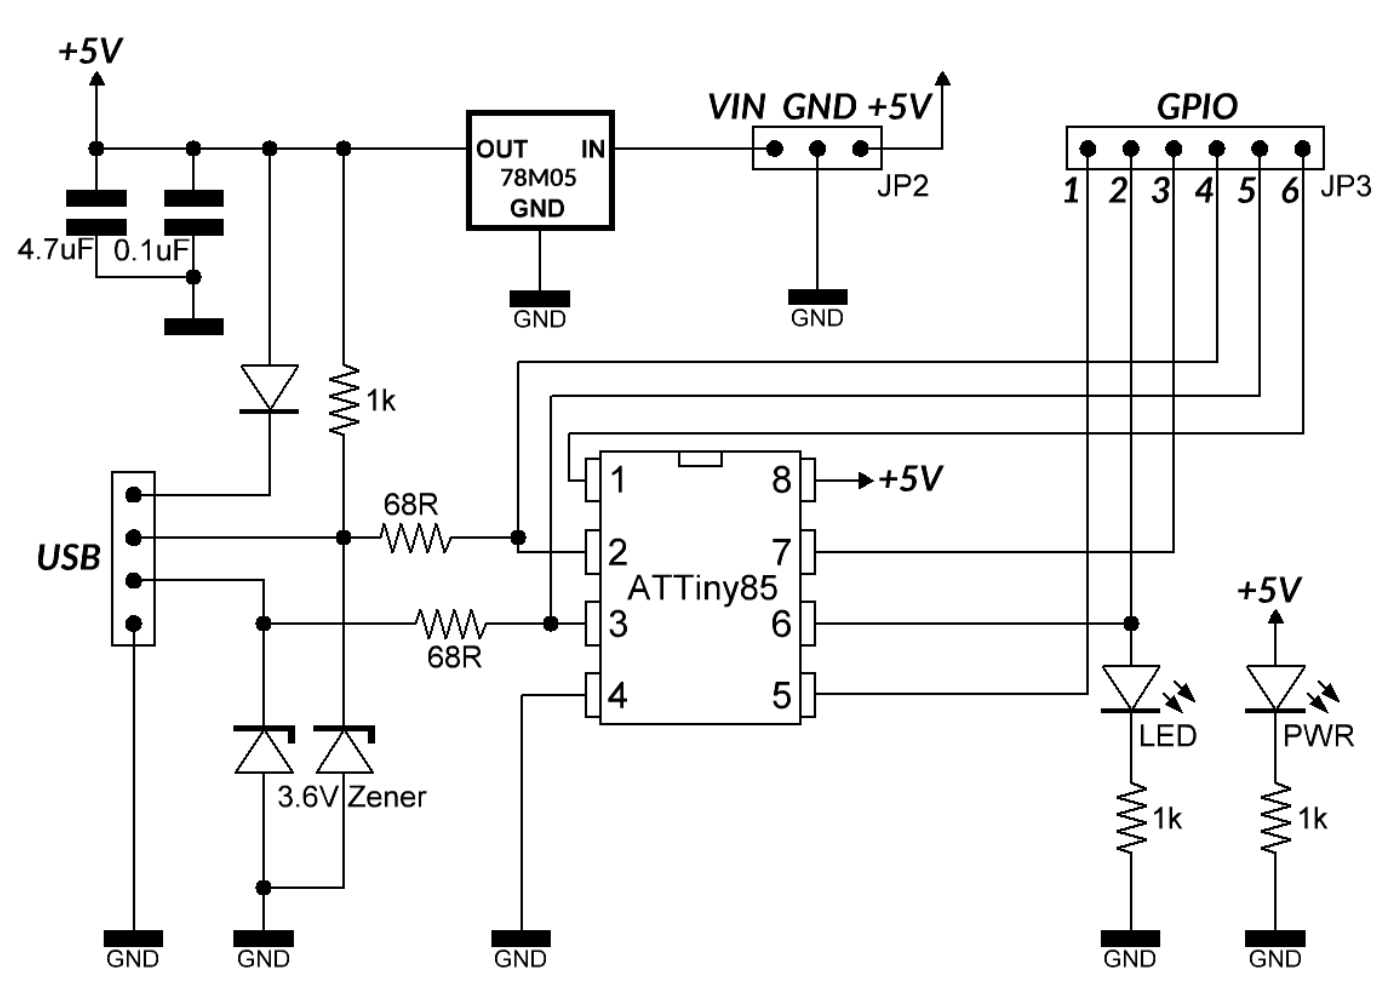 +5V
VIN GND +5V
GPIO
OUT IN
78M05
GND
JP2
1 2 3 4 5 6 JP3
4.7uF 0.1uF
GND
GND
1k
1 8 +5V
68R
USB
2 7
ATTiny85
+5V
3 6
68R
4 5
LED
PWR
3.6V Zener
1k
1k
GND
GND
GND
GND
GND